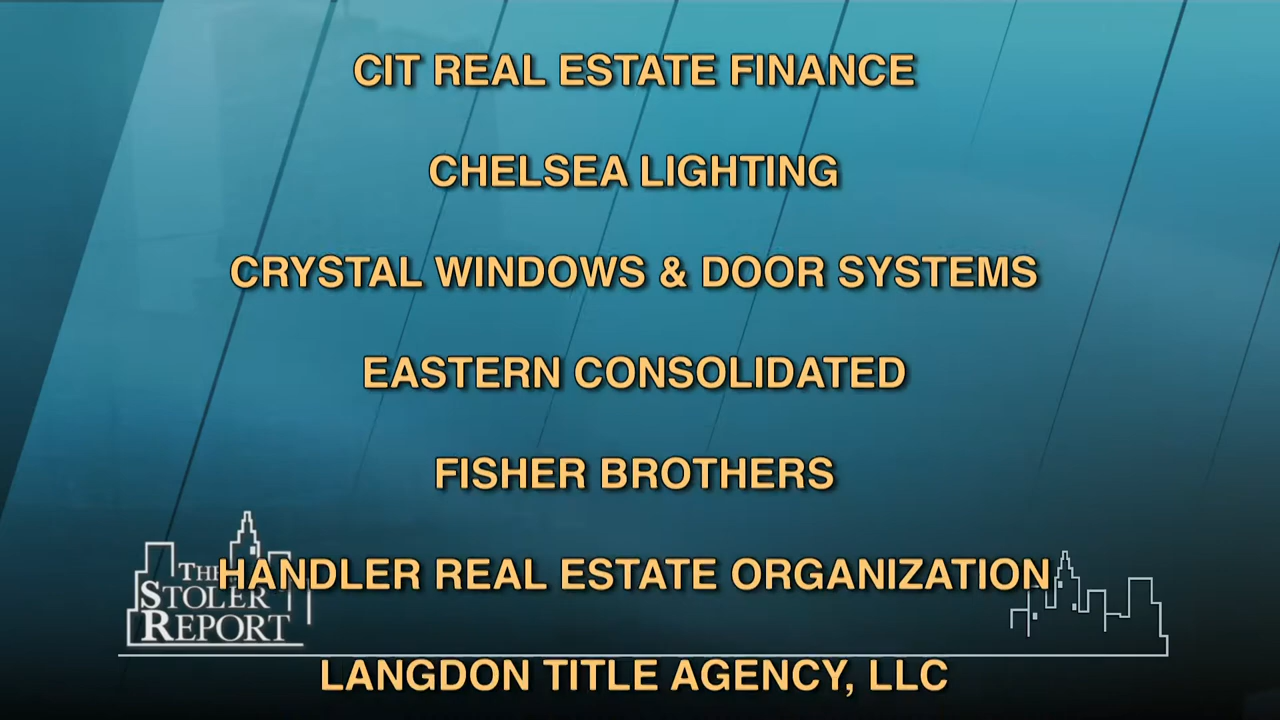 CIT REAL ESTATE FINANCE
CHELSEA LIGHTING
CRYSTAL WINDOWS & DOOR SYSTEMS
EASTERN CONSOLIDATED
FISHER BROTHERS
HANDLER REAL ESTATE ORGANIZATION
THE
STOLER
REPORT
LANGDON TITLE AGENCY, LLC